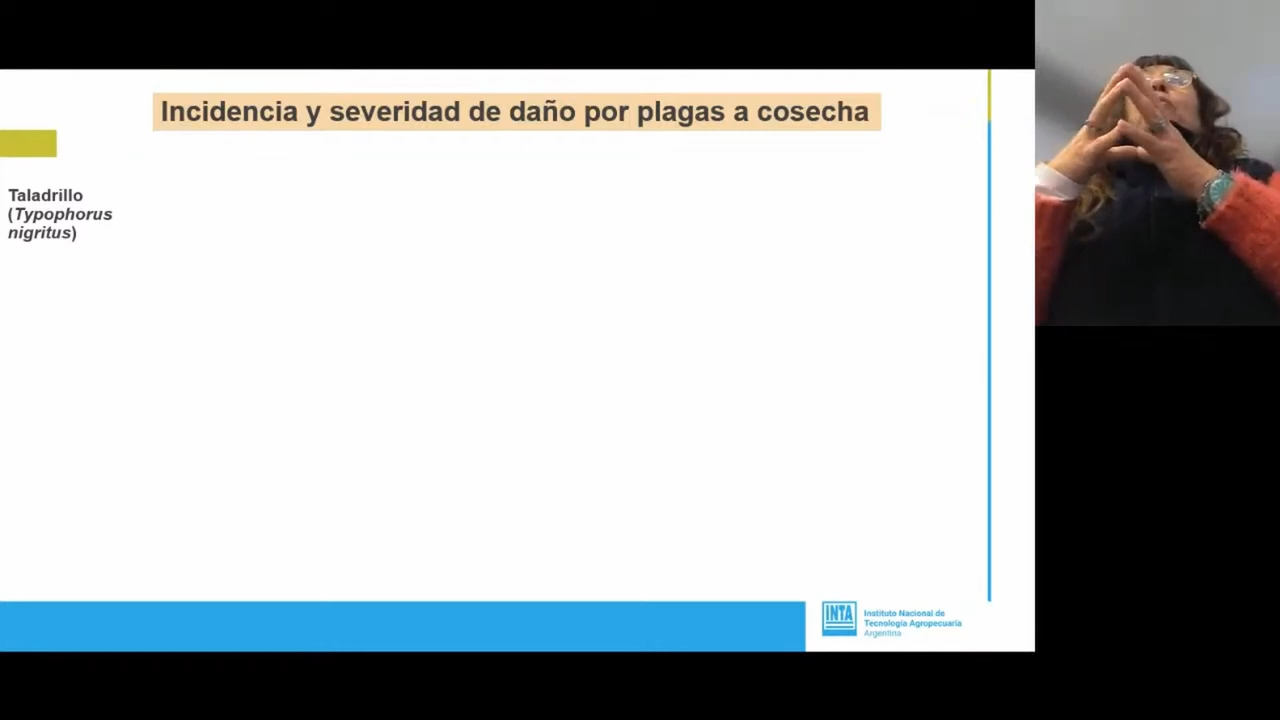 Incidencia y severidad de daño por plagas a cosecha
Taladrillo
(Typophorus
nigritus)
INTA
Instituto Nacional de
Tecnología Agropecuaria
Argentina